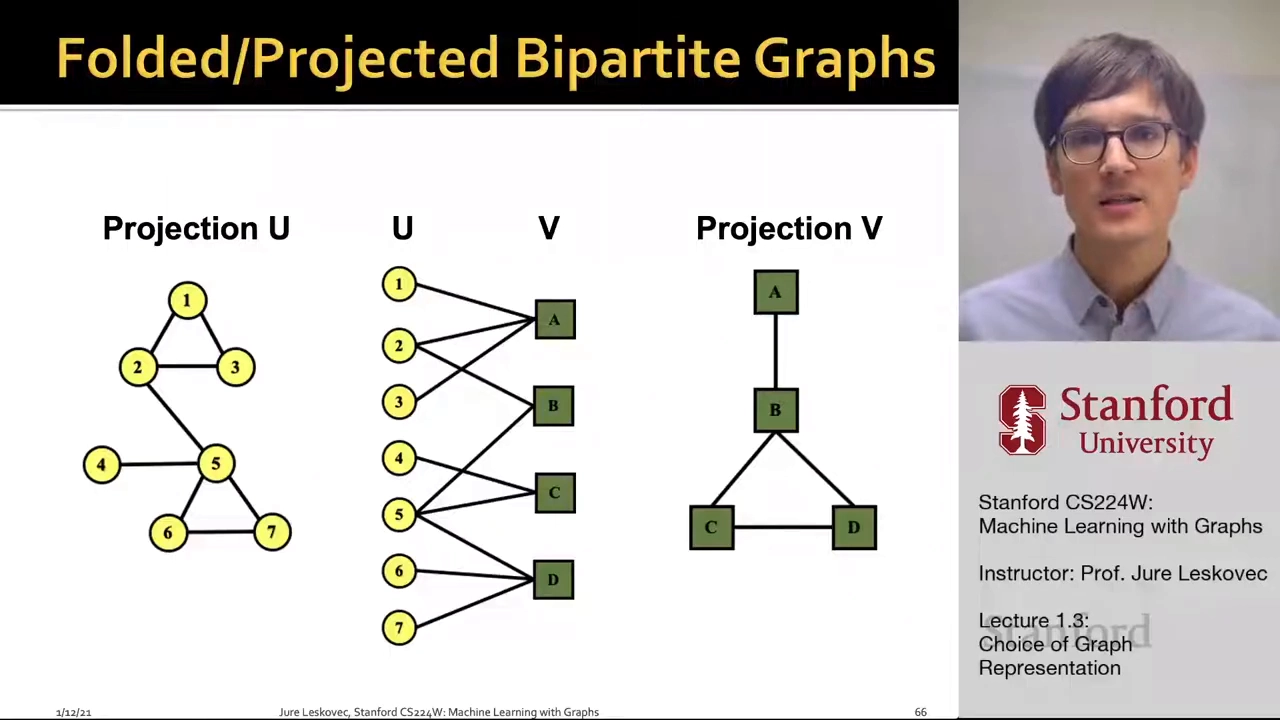 Folded/Projected Bipartite Graphs
Projection U
U
V
Projection V
1
2
3
4
5
6
7
1
2
3
4
5
6
7
A
B
C
D
A
B
C
D
Stanford
University
Stanford CS224W:
Machine Learning with Graphs
Instructor: Prof. Jure Leskovec
Lecture 1.3:
Choice of Graph
Representation
Stanford
1/12/21
Jure Leskovec, Stanford CS224W: Machine Learning with Graphs
66